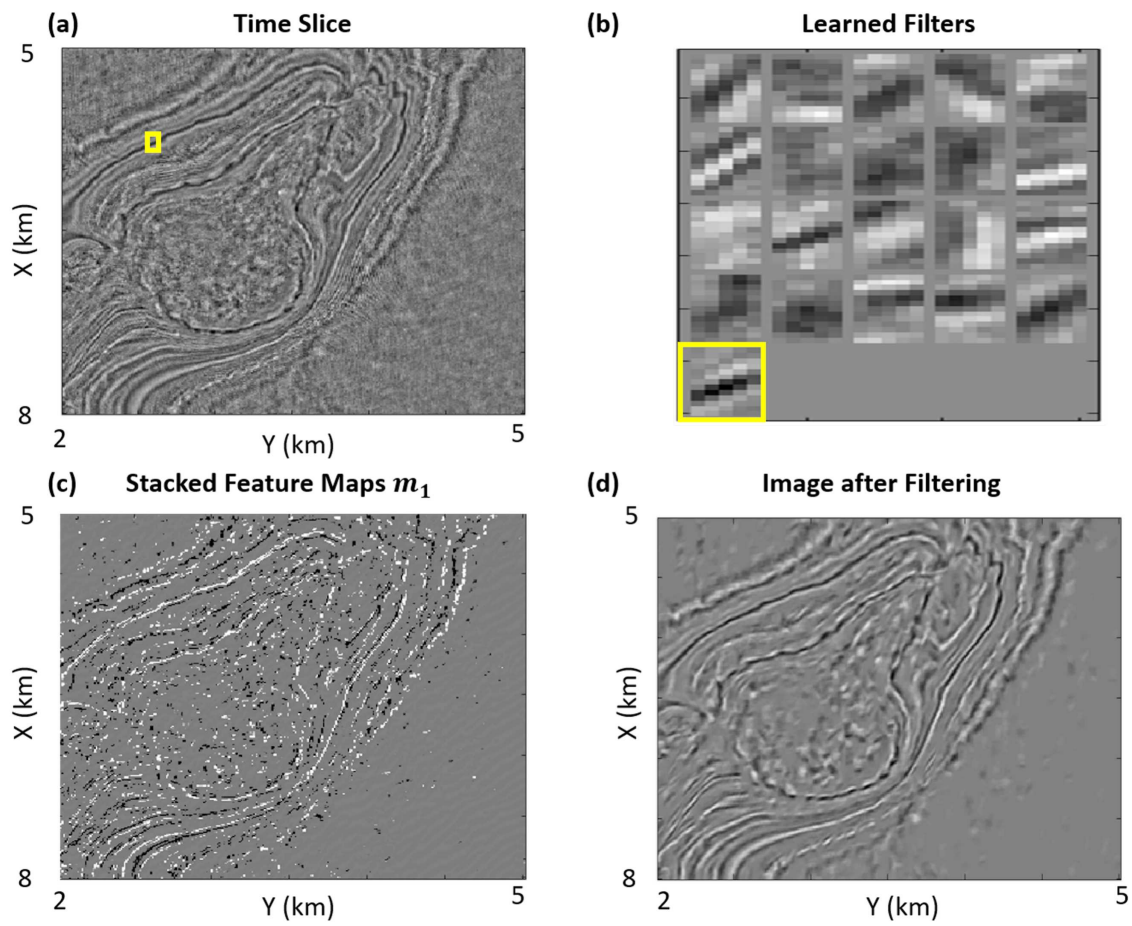 (a) Time Slice
5
X (km)
8
2 5
Y (km)
(b) Learned Filters
(c) Stacked Feature Maps m₁
5
X (km)
8
2 5
Y (km)
(d) Image after Filtering
5
X (km)
8
2 5
Y (km)